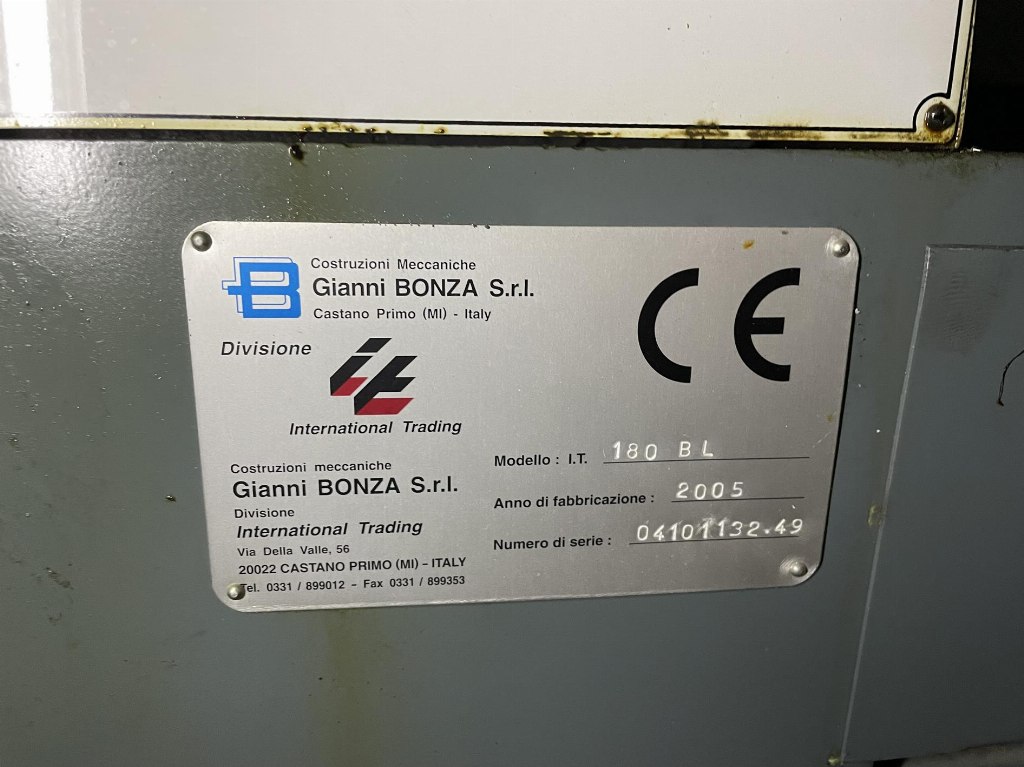 B
Costruzioni Meccaniche
Gianni BONZA S.r.l.
Castano Primo (MI) - Italy
CE
Divisione
it
International Trading
Costruzioni meccaniche
Gianni BONZA S.r.l.
Divisione
International Trading
Via Della Valle, 56
20022 CASTANO PRIMO (MI) - ITALY
Tel. 0331 / 899012 - Fax 0331 / 899353
Modello : I.T. 180 BL
Anno di fabbricazione : 2005
Numero di serie : 04101132.49